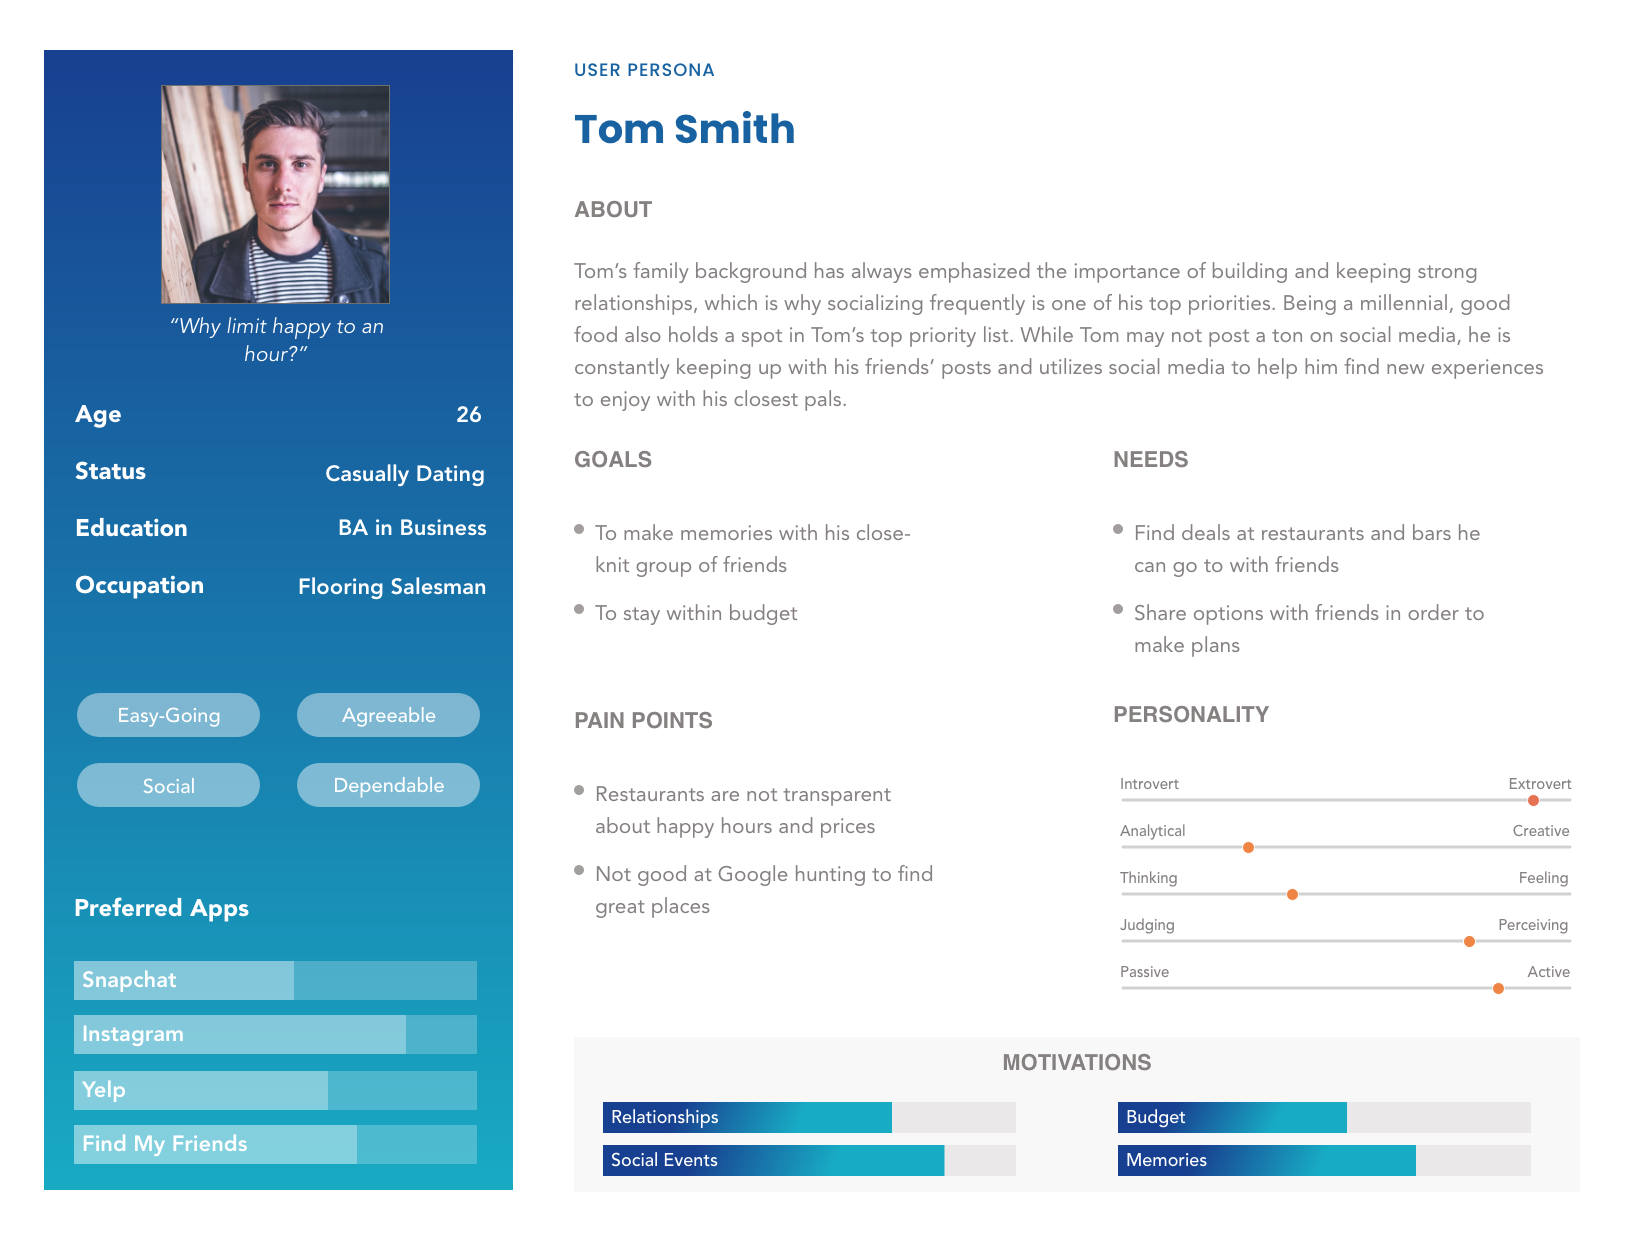 “Why limit happy to an
hour?”
Age 26
Status Casually Dating
Education BA in Business
Occupation Flooring Salesman
Easy-Going Agreeable
Social Dependable
Preferred Apps
Snapchat
Instagram
Yelp
Find My Friends
USER PERSONA
Tom Smith
ABOUT
Tom’s family background has always emphasized the importance of building and keeping strong
relationships, which is why socializing frequently is one of his top priorities. Being a millennial, good
food also holds a spot in Tom’s top priority list. While Tom may not post a ton on social media, he is
constantly keeping up with his friends’ posts and utilizes social media to help him find new experiences
to enjoy with his closest pals.
GOALS
To make memories with his close-
knit group of friends
To stay within budget
NEEDS
Find deals at restaurants and bars he
can go to with friends
Share options with friends in order to
make plans
PAIN POINTS
Restaurants are not transparent
about happy hours and prices
Not good at Google hunting to find
great places
PERSONALITY
Introvert Extrovert
Analytical Creative
Thinking Feeling
Judging Perceiving
Passive Active
MOTIVATIONS
Relationships Budget
Social Events Memories